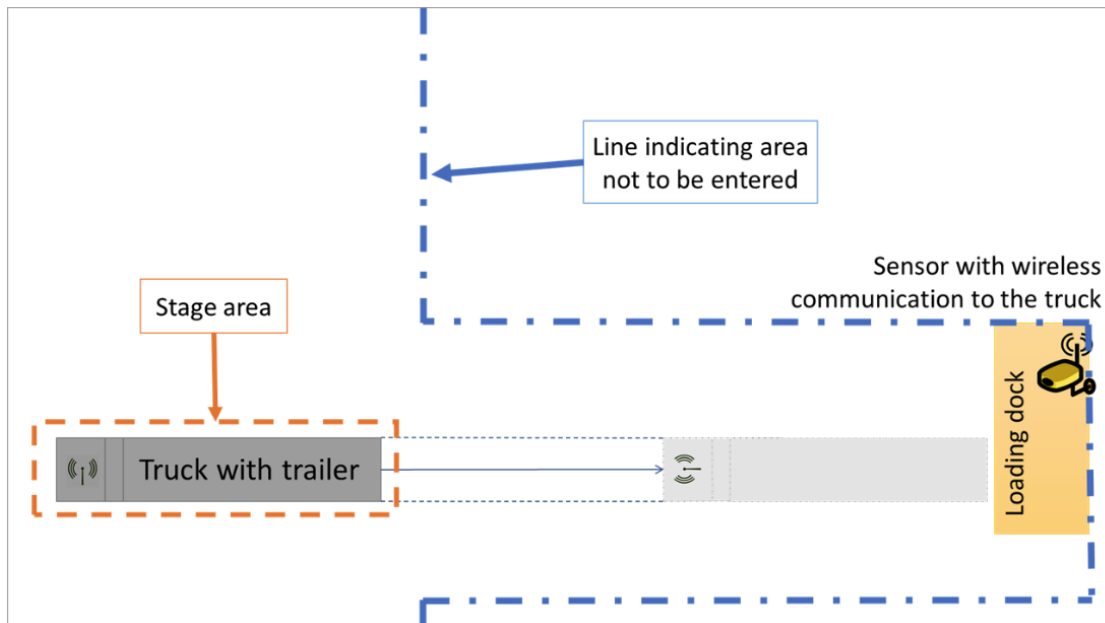 Line indicating area
not to be entered
Sensor with wireless
communication to the truck
Stage area
Truck with trailer
Loading dock